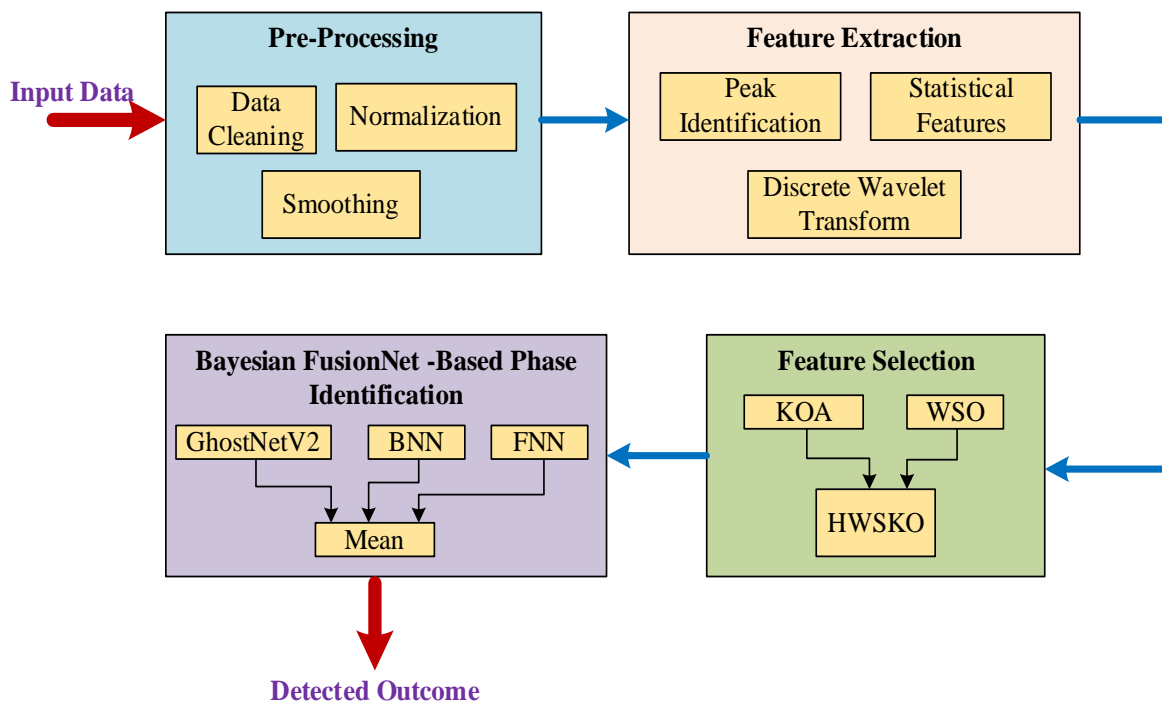 Pre-Processing
Feature Extraction
Input Data
Data
Cleaning
Normalization
Peak
Identification
Statistical
Features
Smoothing
Discrete Wavelet
Transform
Bayesian FusionNet -Based Phase
Identification
Feature Selection
GhostNetV2
BNN
FNN
KOA
WSO
Mean
HWSKO
Detected Outcome